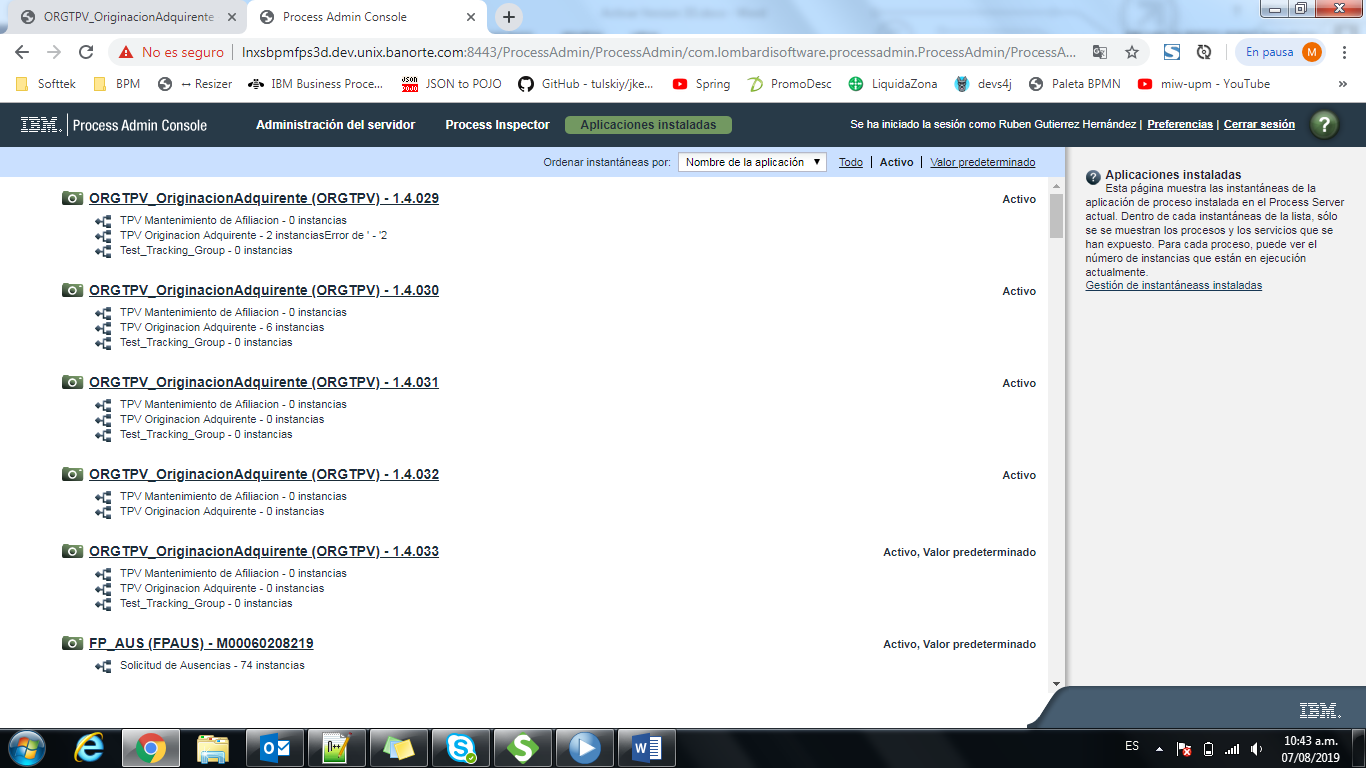 ORGTPV_OriginacionAdquirente
Process Admin Console
No es seguro | lnxsbpmfps3d.dev.unix.banorte.com:8443/ProcessAdmin/ProcessAdmin/com.lombardisoftware.processadmin.ProcessAdmin/ProcessA...
En pausa M
Softtek
BPM
↔ Resizer
IBM Business Proce...
JSON to POJO
GitHub - tulskiy/jke...
Spring
PromoDesc
LiquidaZona
devs4j
Paleta BPMN
miw-upm - YouTube
»
IBM. Process Admin Console
Administración del servidor
Process Inspector
Aplicaciones instaladas
Se ha iniciado la sesión como Ruben Gutierrez Hernández | Preferencias | Cerrar sesión
?
Ordenar instantáneas por: Nombre de la aplicación Todo | Activo | Valor predeterminado
ORGTPV_OriginacionAdquirente (ORGTPV) - 1.4.029 Activo
TPV Mantenimiento de Afiliacion - 0 instancias
TPV Originacion Adquirente - 2 instanciasError de ' - '2
Test_Tracking_Group - 0 instancias
ORGTPV_OriginacionAdquirente (ORGTPV) - 1.4.030 Activo
TPV Mantenimiento de Afiliacion - 0 instancias
TPV Originacion Adquirente - 6 instancias
Test_Tracking_Group - 0 instancias
ORGTPV_OriginacionAdquirente (ORGTPV) - 1.4.031 Activo
TPV Mantenimiento de Afiliacion - 0 instancias
TPV Originacion Adquirente - 0 instancias
Test_Tracking_Group - 0 instancias
ORGTPV_OriginacionAdquirente (ORGTPV) - 1.4.032 Activo
TPV Mantenimiento de Afiliacion - 0 instancias
TPV Originacion Adquirente - 0 instancias
ORGTPV_OriginacionAdquirente (ORGTPV) - 1.4.033 Activo, Valor predeterminado
TPV Mantenimiento de Afiliacion - 0 instancias
TPV Originacion Adquirente - 0 instancias
Test_Tracking_Group - 0 instancias
FP_AUS (FPAUS) - M00060208219 Activo, Valor predeterminado
Solicitud de Ausencias - 74 instancias
? Aplicaciones instaladas
Esta página muestra las instantáneas de la
aplicación de proceso instalada en el Process Server
actual. Dentro de cada instantáneas de la lista, sólo
se se muestran los procesos y los servicios que se
han expuesto. Para cada proceso, puede ver el
número de instancias que están en ejecución
actualmente.
Gestión de instantáneass instaladas
IBM.
ES
10:43 a.m.
07/08/2019